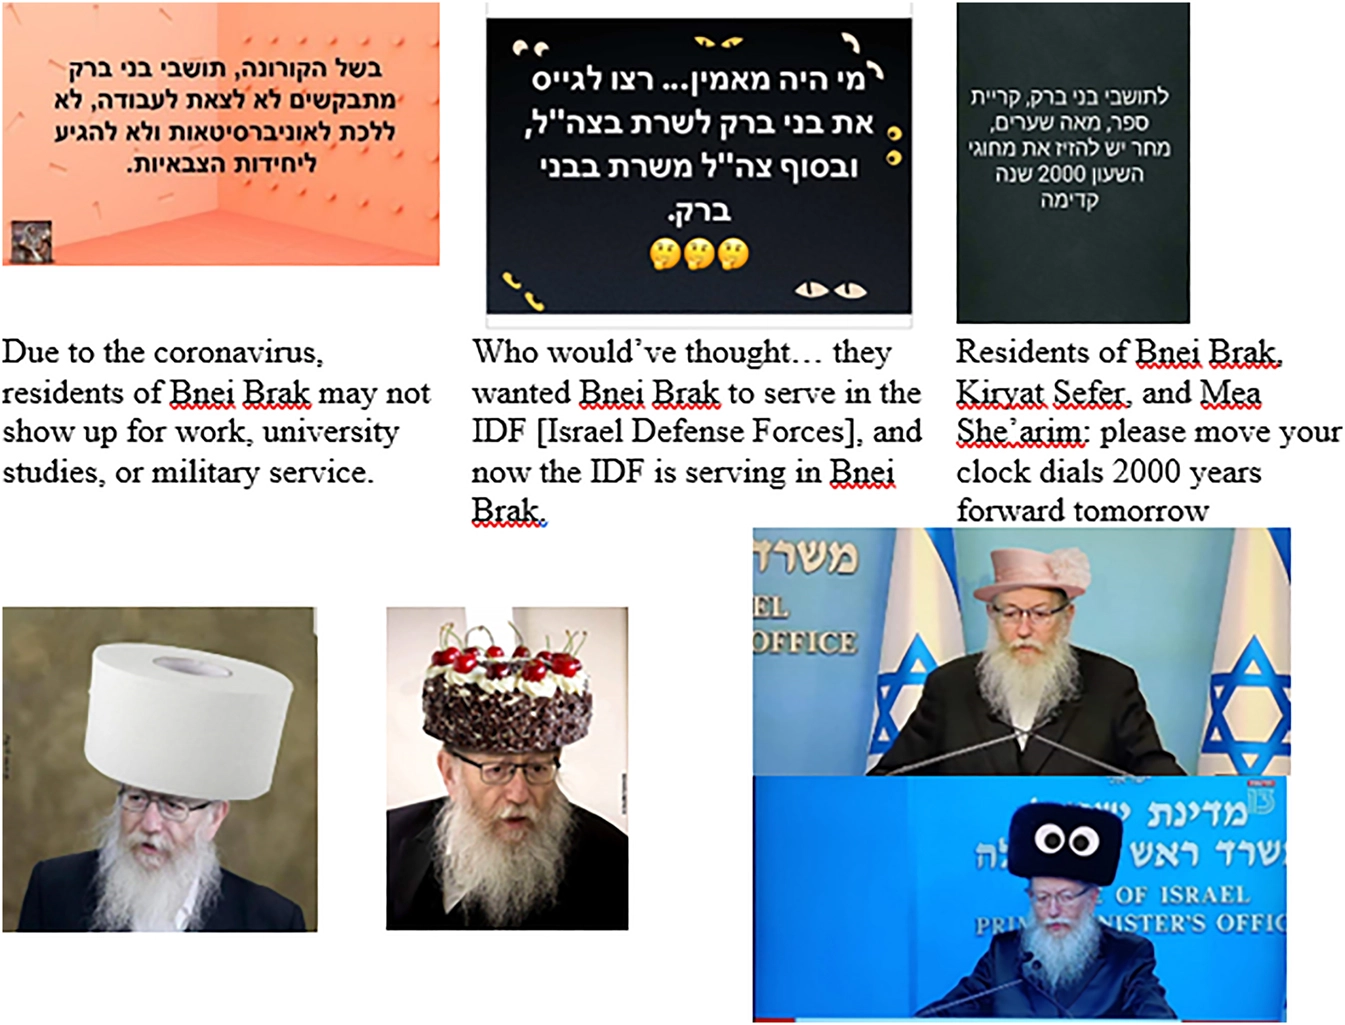 בשל הקורונה, תושבי בני ברק
מתבקשים לא לצאת לעבודה, לא
ללכת לאוניברסיטאות ולא להגיע
ליחידות הצבאיות.
מי היה מאמין... רצו לגייס
את בני ברק לשרת בצה"ל,
ובסוף צה"ל משרת בבני
ברק.
לתושבי בני ברק, קריית
ספר, מאה שערים,
מחר יש להזיז את מחוגי
השעון 2000 שנה
קדימה
Due to the coronavirus,
residents of Bnei Brak may not
show up for work, university
studies, or military service.
Who would’ve thought… they
wanted Bnei Brak to serve in the
IDF [Israel Defense Forces], and
now the IDF is serving in Bnei
Brak.
Residents of Bnei Brak,
Kiryat Sefer, and Mea
She’arim: please move your
clock dials 2000 years
forward tomorrow
משרד
EL
OFFICE
13
מדינת
משרד ראש
OF ISRAEL